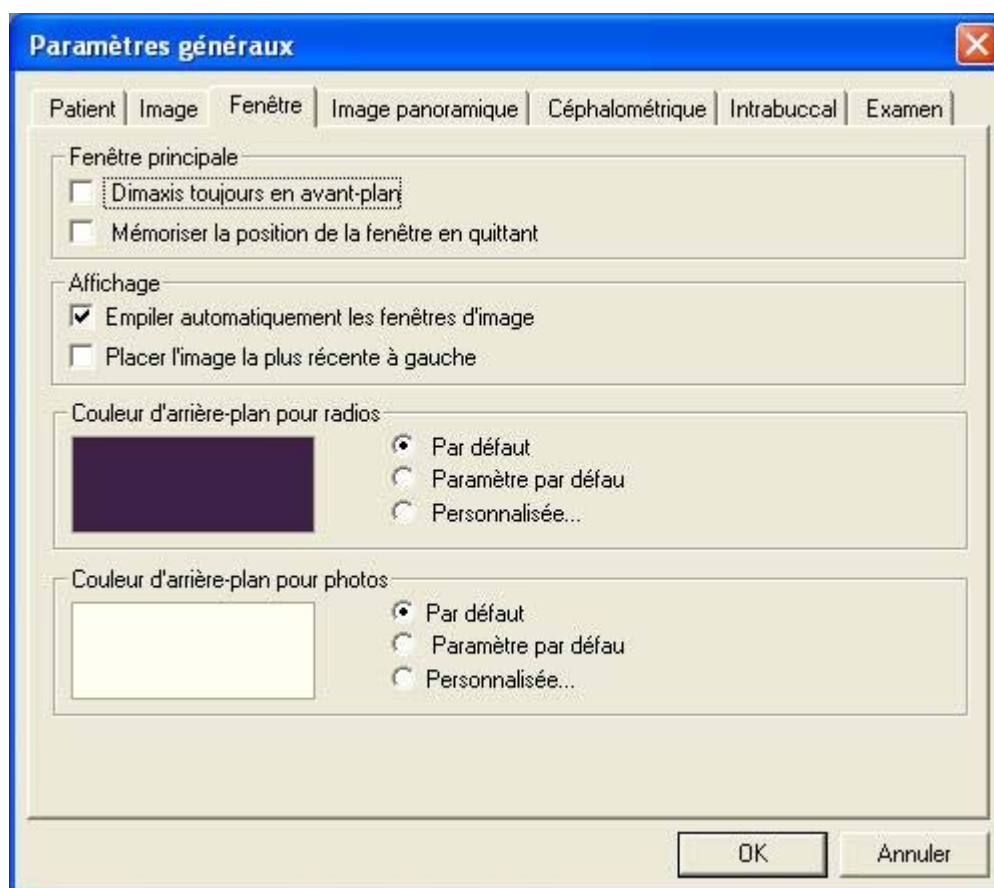 Paramètres généraux
Patient Image Fenêtre Image panoramique Céphalométrique Intrabuccal Examen
Fenêtre principale
Dimaxis toujours en avant-plan
Mémoriser la position de la fenêtre en quittant
Affichage
Empiler automatiquement les fenêtres d'image
Placer l'image la plus récente à gauche
Couleur d'arrière-plan pour radios
Par défaut
Paramètre par défau
Personnalisée...
Couleur d'arrière-plan pour photos
Par défaut
Paramètre par défau
Personnalisée...
OK Annuler